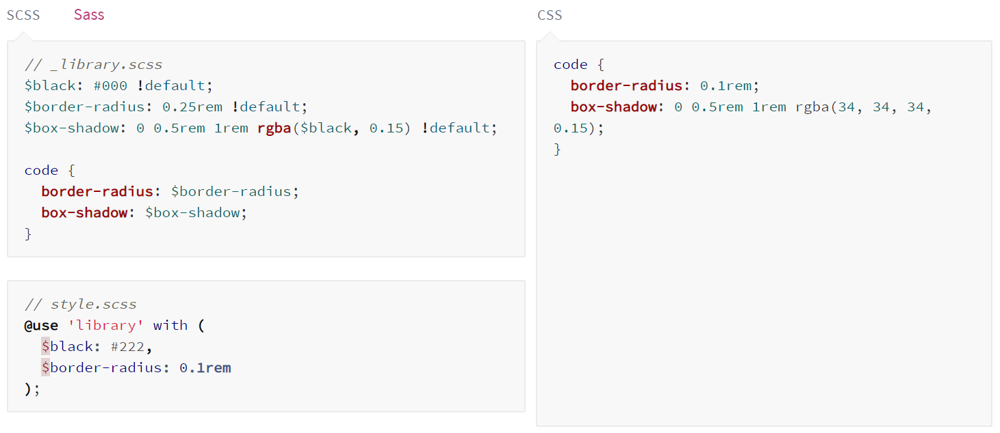 SCSS Sass
// _library.scss
$black: #000 !default;
$border-radius: 0.25rem !default;
$box-shadow: 0 0.5rem 1rem rgba($black, 0.15) !default;
code {
  border-radius: $border-radius;
  box-shadow: $box-shadow;
}
// style.scss
@use 'library' with (
  $black: #222,
  $border-radius: 0.1rem
);
CSS
code {
  border-radius: 0.1rem;
  box-shadow: 0 0.5rem 1rem rgba(34, 34, 34,
0.15);
}